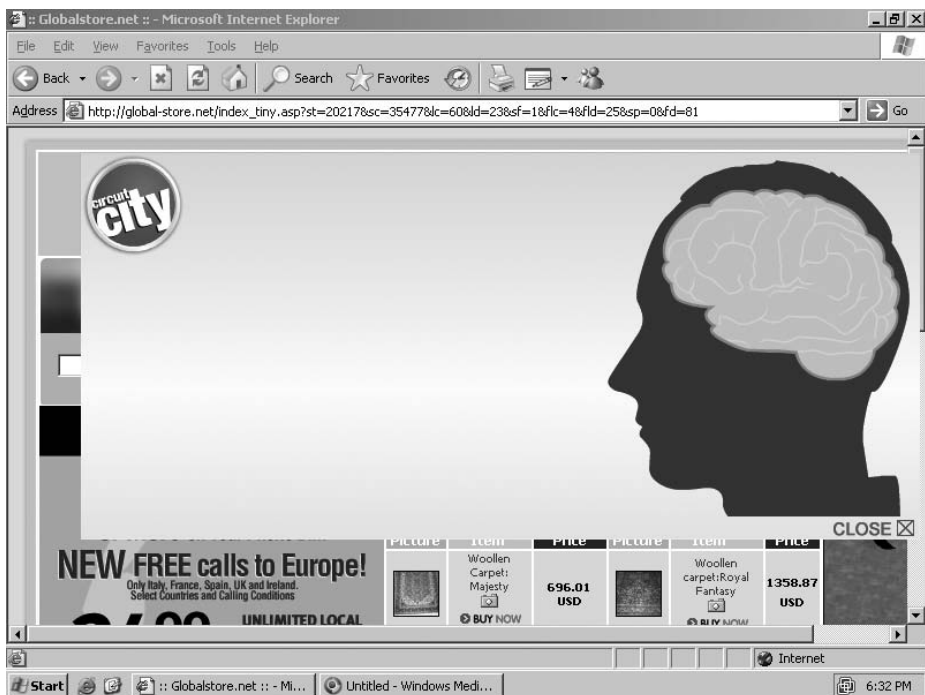 :: Globalstore.net :: - Microsoft Internet Explorer
File Edit View Favorites Tools Help
Back Search Favorites
Address http://global-store.net/index_tiny.asp?st=20217&sc=35477&lc=60&ld=23&sf=1&flc=4&fld=25&sp=0&fd=81 Go
circuit
city
CLOSE
Picture Item Price Picture Item Price
NEW FREE calls to Europe!
Only Italy, France, Spain, UK and Ireland.
Select Countries and Calling Conditions
UNLIMITED LOCAL
Woollen
Carpet:
Majesty
BUY NOW
696.01
USD
Woollen
carpet:Royal
Fantasy
BUY NOW
1358.87
USD
Internet
Start :: Globalstore.net :: - Mi... Untitled - Windows Medi... 6:32 PM